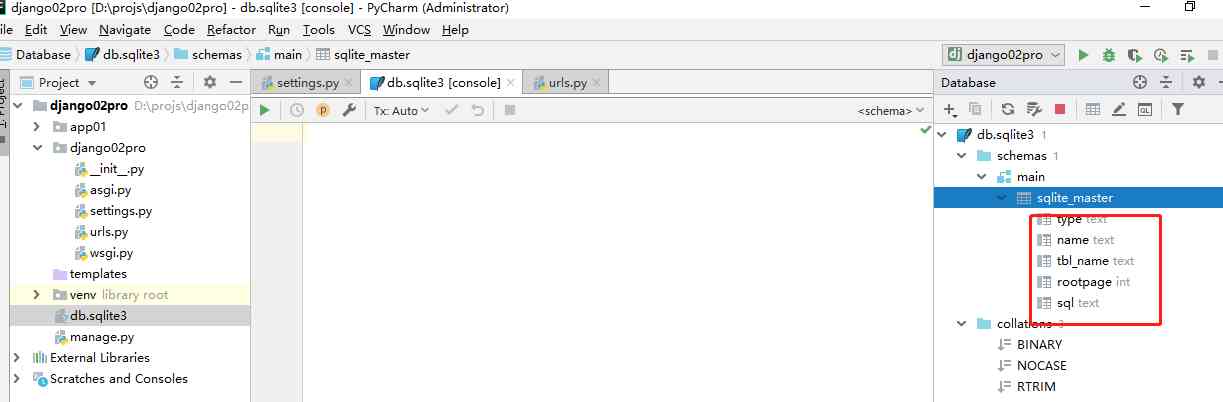 django02pro [D:\projs\django02pro] - db.sqlite3 [console] - PyCharm (Administrator)
ile Edit View Navigate Code Refactor Run Tools VCS Window Help
Database db.sqlite3 schemas main sqlite_master django02pro
Project settings.py db.sqlite3 [console] urls.py Database
1: Project
django02pro D:\projs\django02p
Tx: Auto <schema>
app01
django02pro
__init__.py
asgi.py
settings.py
urls.py
wsgi.py
templates
venv library root
db.sqlite3
manage.py
External Libraries
Scratches and Consoles
db.sqlite3 1
schemas 1
main
sqlite_master
type text
name text
tbl_name text
rootpage int
sql text
collations 3
BINARY
NOCASE
RTRIM